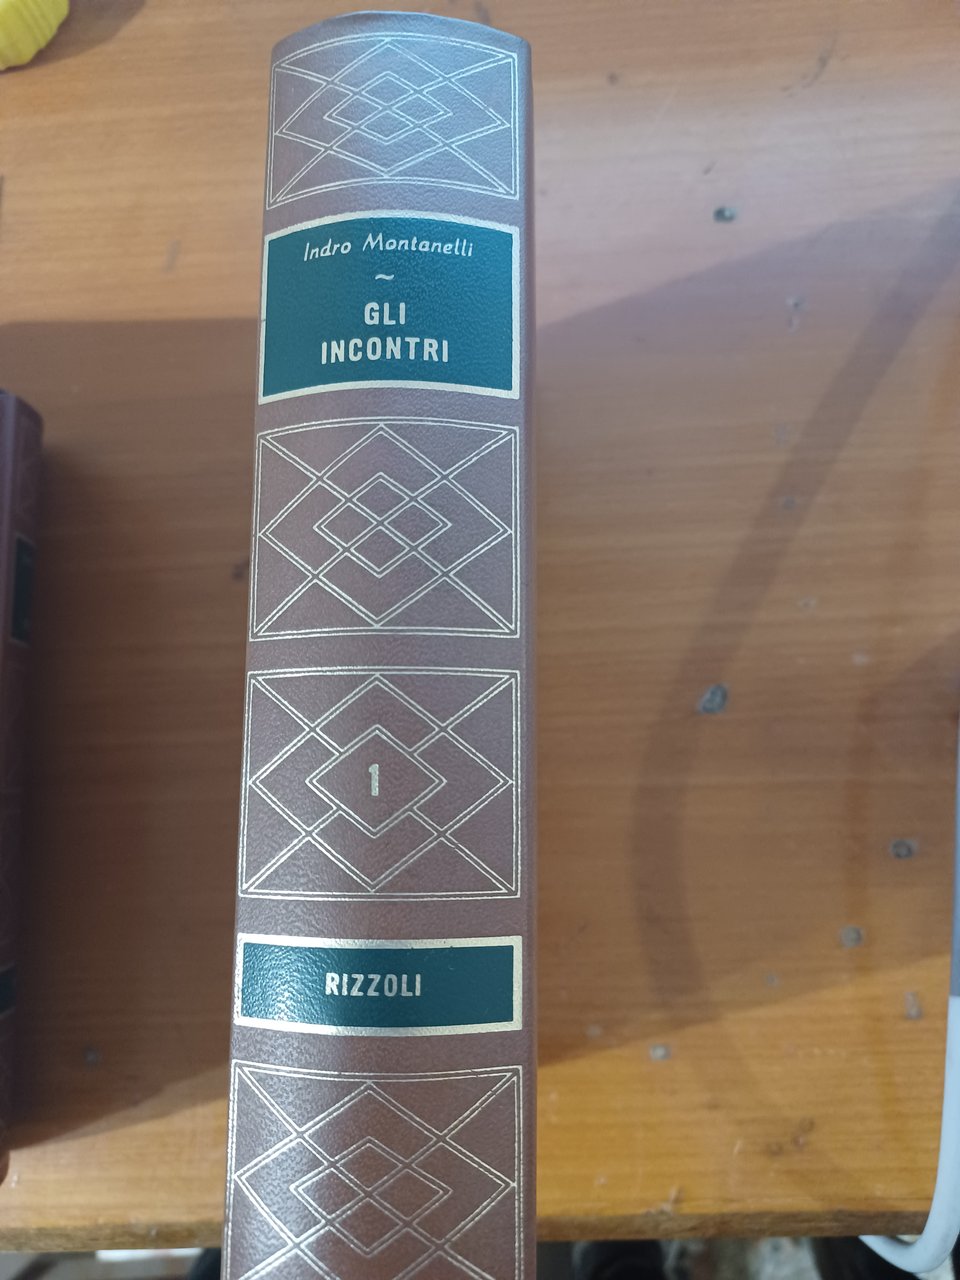 Indro Montanelli
~
GLI
INCONTRI
1
RIZZOLI